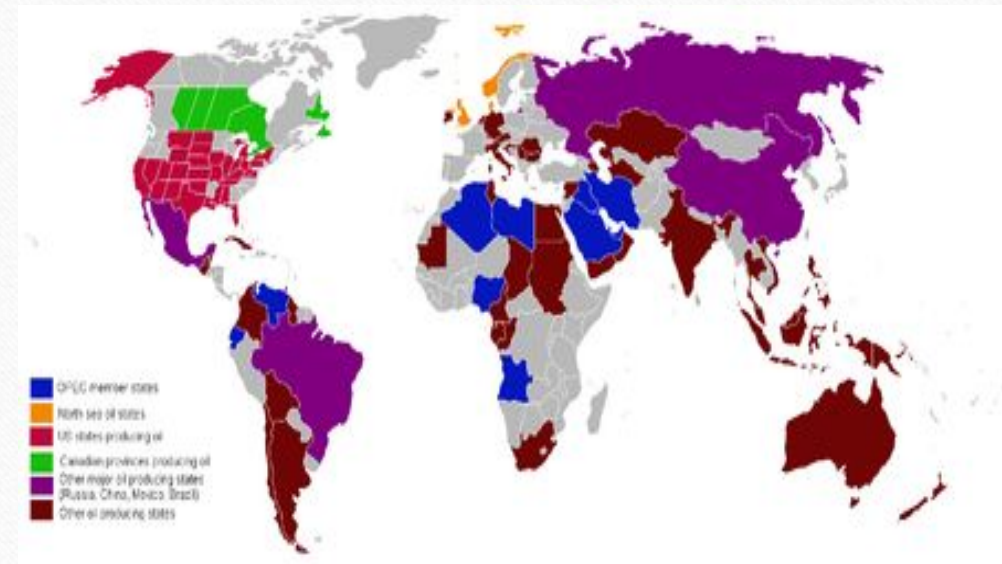 OPEC member states
North sea oil states
US states producing oil
Canadian provinces producing oil
Other major oil producing states
(Russia, China, Mexico, Brazil)
Other oil producing states